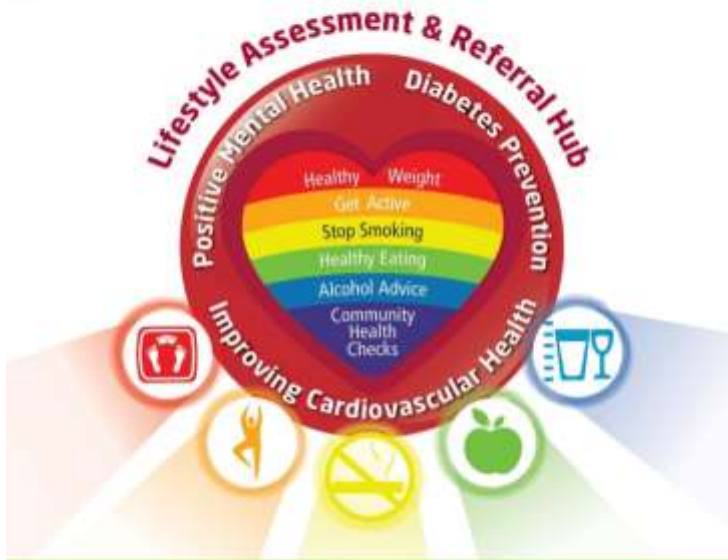 Lifestyle Assessment & Referral Hub
Positive Mental Health
Diabetes Prevention
Healthy Weight
Get Active
Stop Smoking
Healthy Eating
Alcohol Advice
Community
Health
Checks
Improving Cardiovascular Health